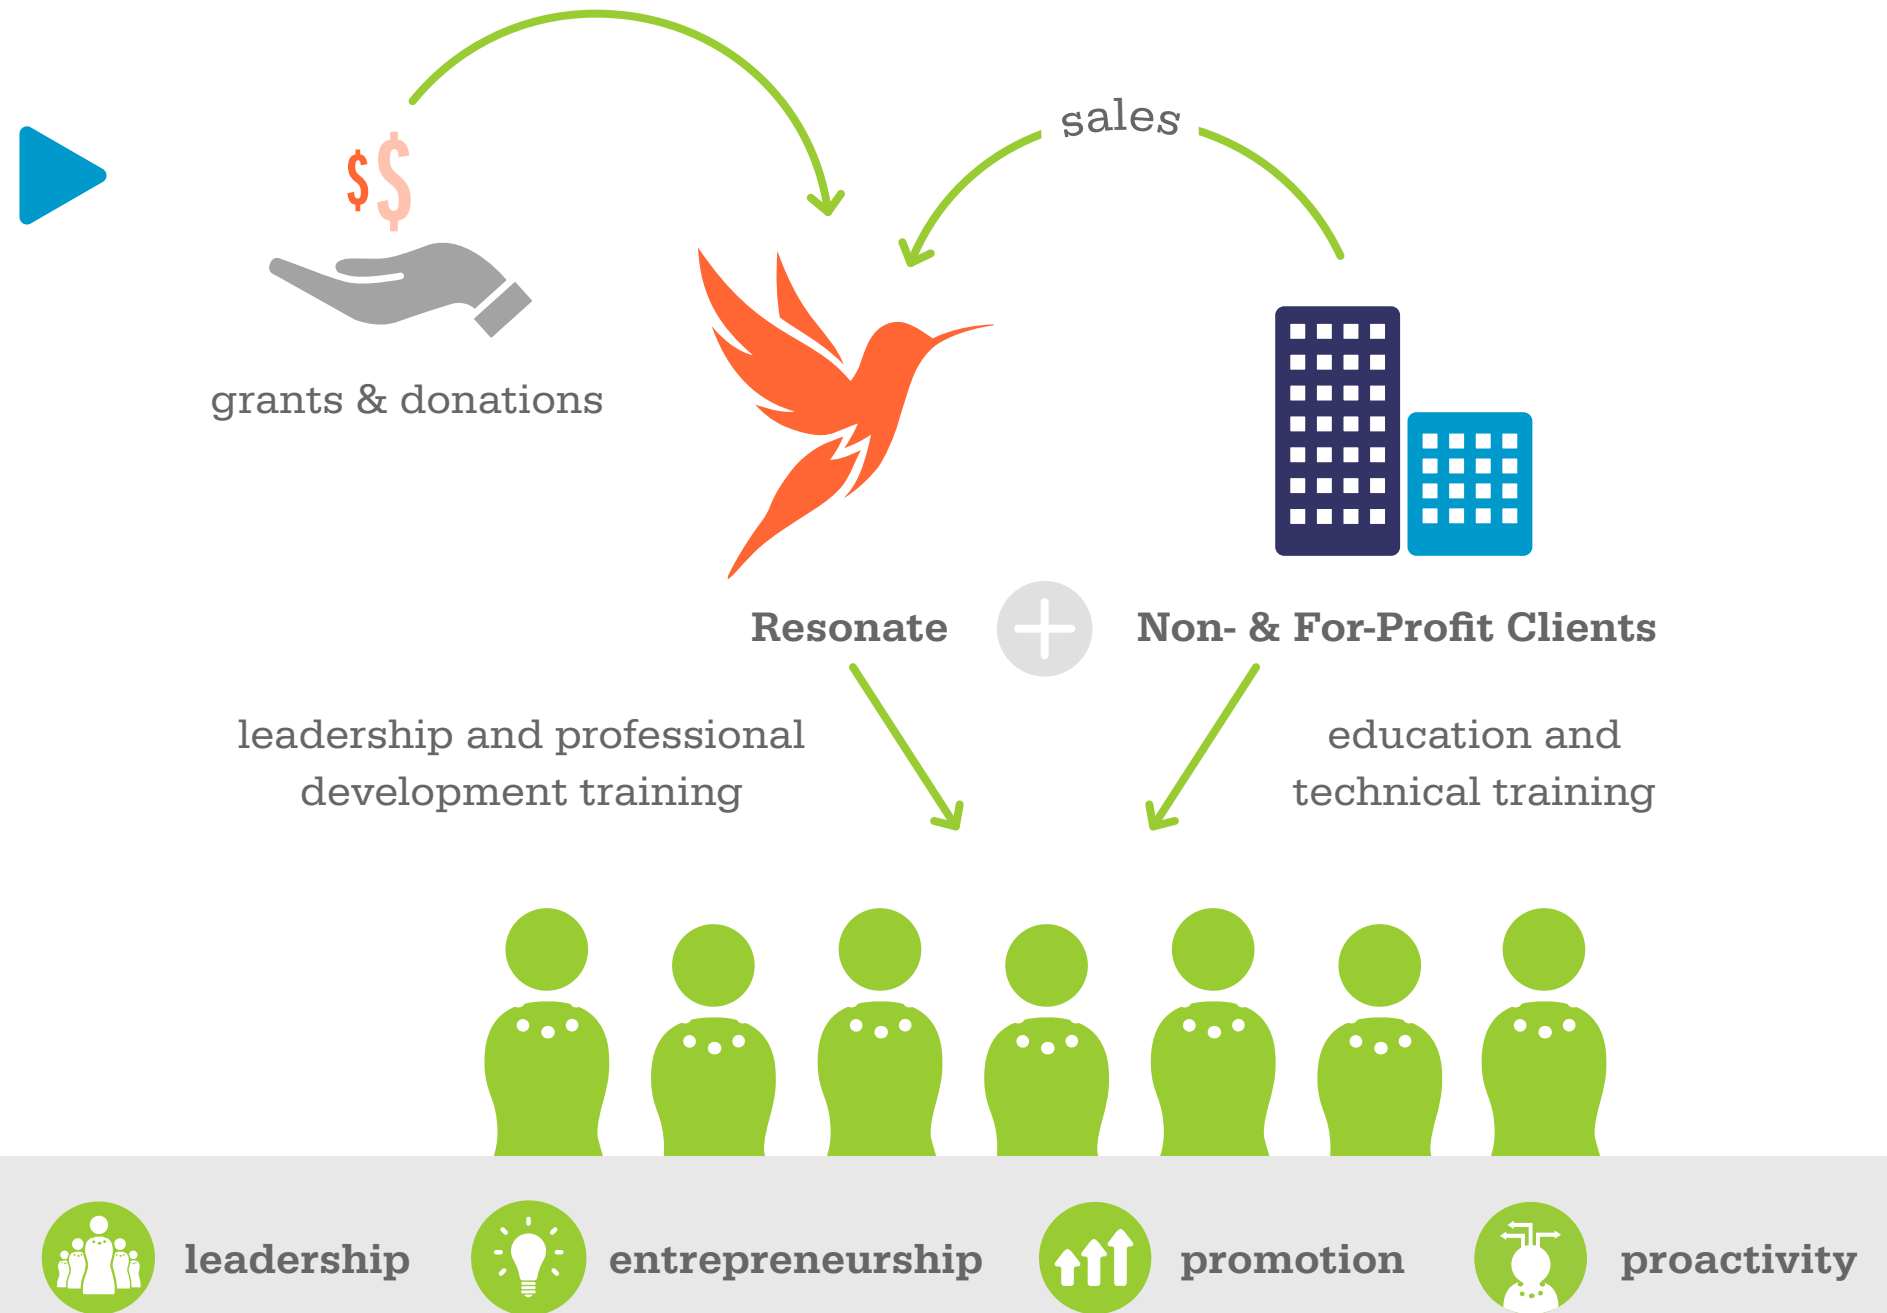 sales
grants & donations
Resonate
Non- & For-Profit Clients
leadership and professional
development training
education and
technical training
leadership
entrepreneurship
promotion
proactivity